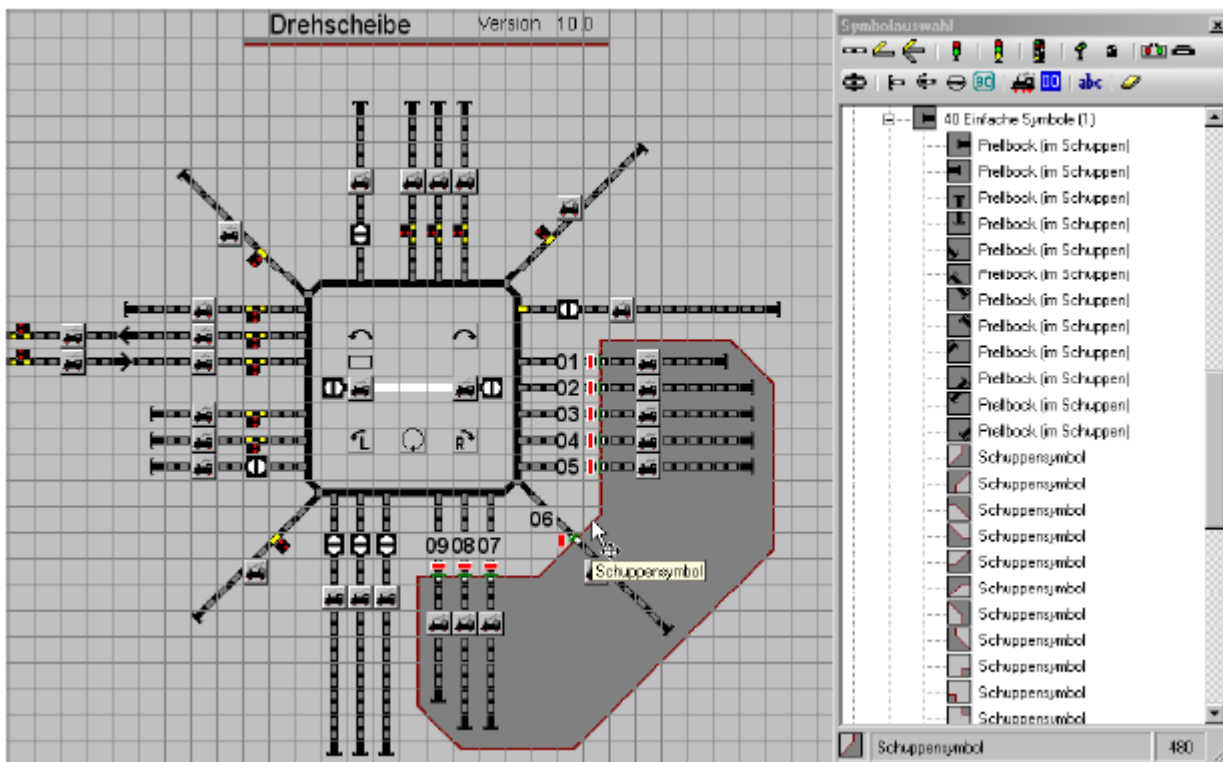 Drehscheibe Version 10.0
Symbolauswahl
abc
40 Einfache Symbole (1)
Prellbock (im Schuppen)
Prellbock (im Schuppen)
Prellbock (im Schuppen)
Prellbock (im Schuppen)
Prellbock (im Schuppen)
Prellbock (im Schuppen)
Prellbock (im Schuppen)
Prellbock (im Schuppen)
Prellbock (im Schuppen)
Prellbock (im Schuppen)
Prellbock (im Schuppen)
Prellbock (im Schuppen)
Schuppensymbol
Schuppensymbol
Schuppensymbol
Schuppensymbol
Schuppensymbol
Schuppensymbol
Schuppensymbol
Schuppensymbol
Schuppensymbol
Schuppensymbol
Schuppensymbol
Schuppensymbol 480
01
02
03
04
05
L R
06
09 08 07
Schuppensymbol